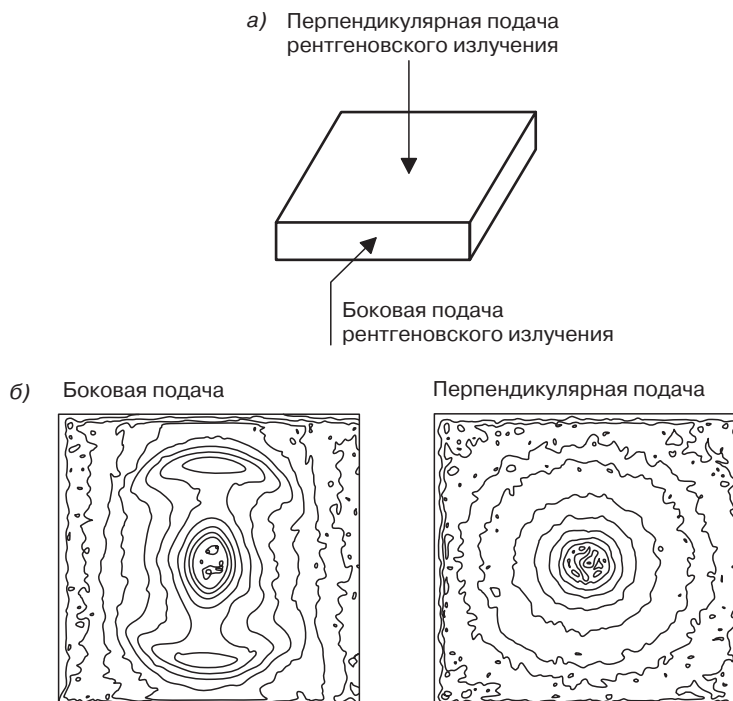 а) Перпендикулярная подача
рентгеновского излучения
Боковая подача
рентгеновского излучения
б) Боковая подача
Перпендикулярная подача